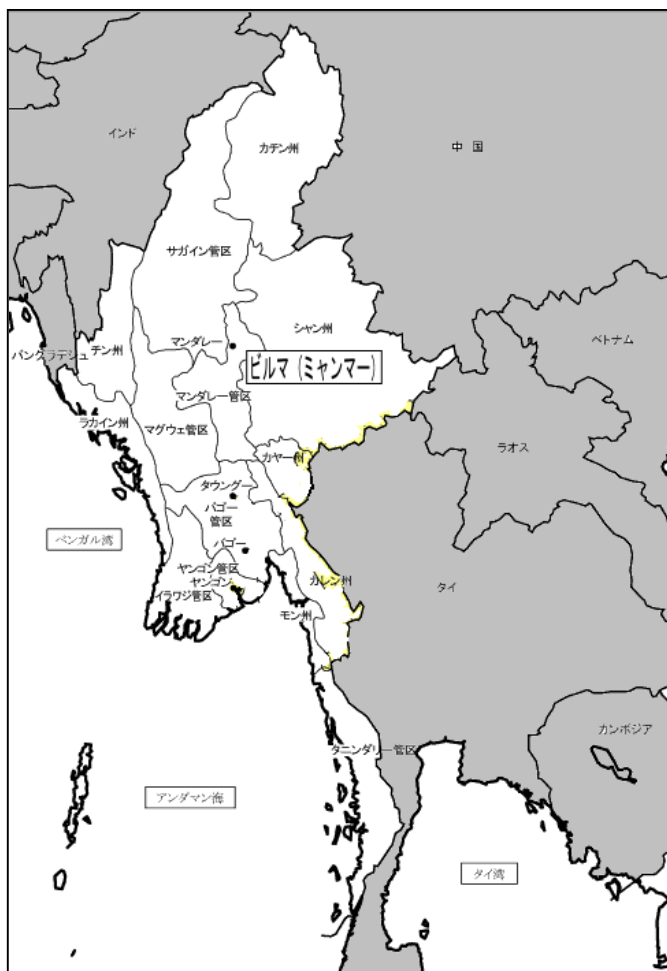 インド
中 国
カチン州
サガイン管区
シャン州
ベトナム
マンダレー
チン州
バングラデシュ
ビルマ (ミャンマー)
マンダレー管区
ラカイン州
マグウェ管区
ラオス
カヤー州
タウングー
バゴー
管区
ベンガル湾
バゴー
ヤンゴン管区
カレン州
タイ
ヤンゴン
イラワジ管区
モン州
カンボジア
タニンダリー管区
アンダマン海
タイ湾